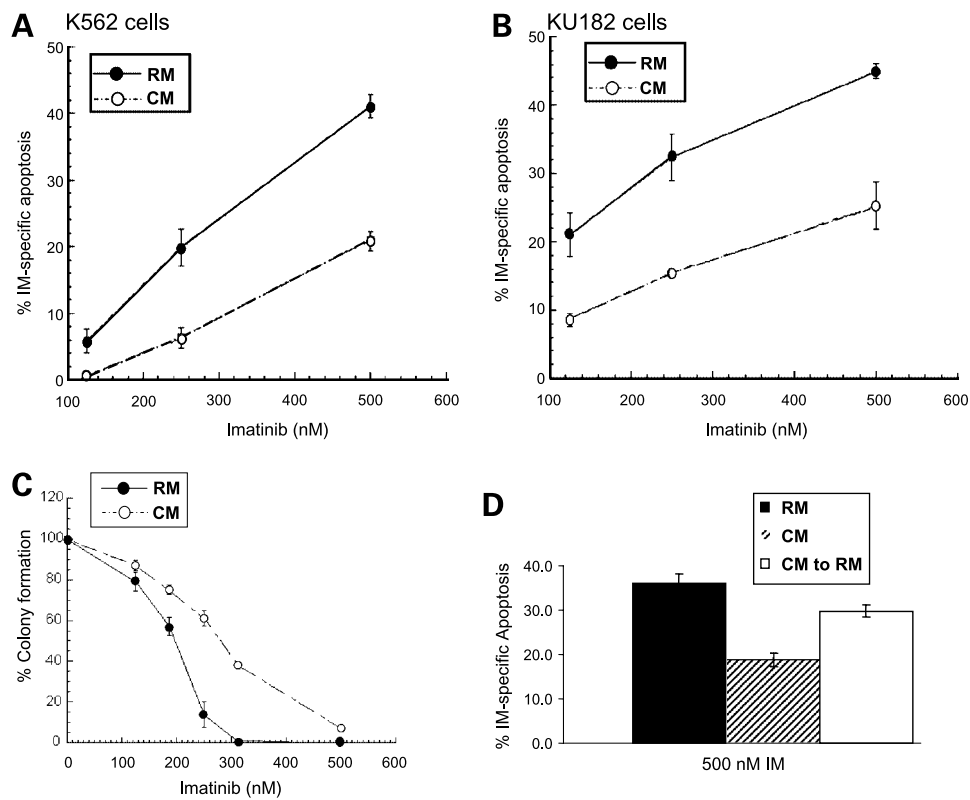 A K562 cells
50
40
30
20
10
0
% IM-specific apoptosis
RM
CM
100 200 300 400 500 600
Imatinib (nM)
B KU182 cells
50
40
30
20
10
0
% IM-specific apoptosis
RM
CM
100 200 300 400 500 600
Imatinib (nM)
C
120
100
80
60
40
20
0
% Colony formation
RM
CM
0 100 200 300 400 500 600
Imatinib (nM)
D
RM
CM
CM to RM
40.0
30.0
20.0
10.0
0.0
% IM-specific Apoptosis
500 nM IM